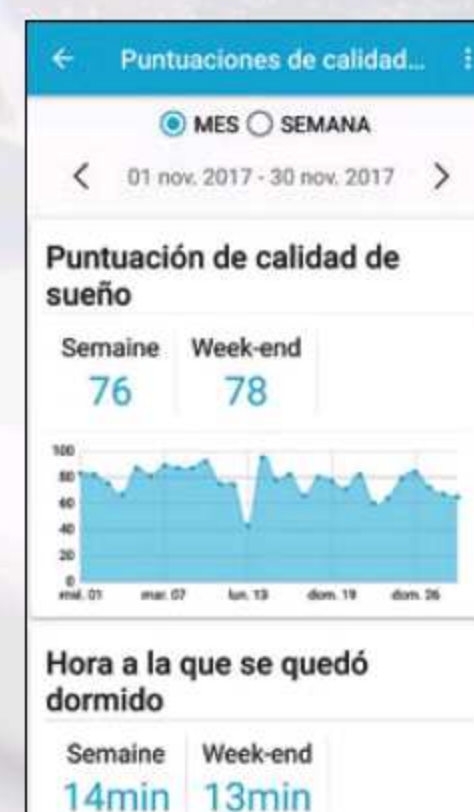 Puntuaciones de calidad...
MES SEMANA
01 nov. 2017 - 30 nov. 2017
Puntuación de calidad de
sueño
Semaine Week-end
76 78
100
80
60
40
20
0
mié. 01 mar. 07 lun. 13 dom. 19 dom. 26
Hora a la que se quedó
dormido
Semaine Week-end
14min 13min